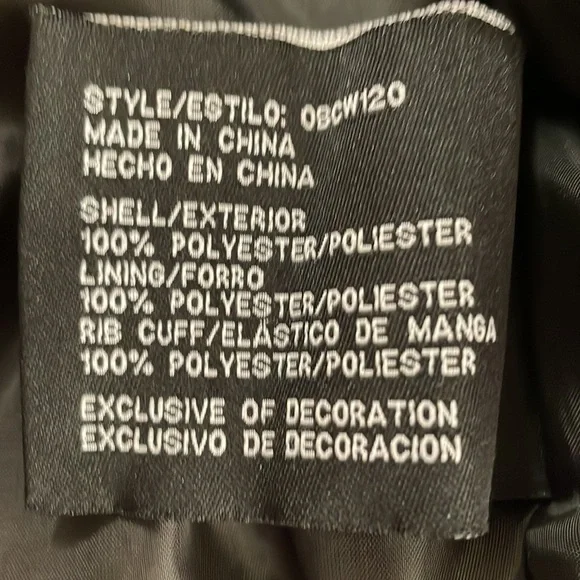 STYLE/ESTILO: OBCW120
MADE IN CHINA
HECHO EN CHINA
SHELL/EXTERIOR
100% POLYESTER/POLIESTER
LINING/FORRO
100% POLYESTER/POLIESTER
RIB CUFF/ELÁSTICO DE MANGA
100% POLYESTER/POLIESTER
EXCLUSIVE OF DECORATION
EXCLUSIVO DE DECORACION